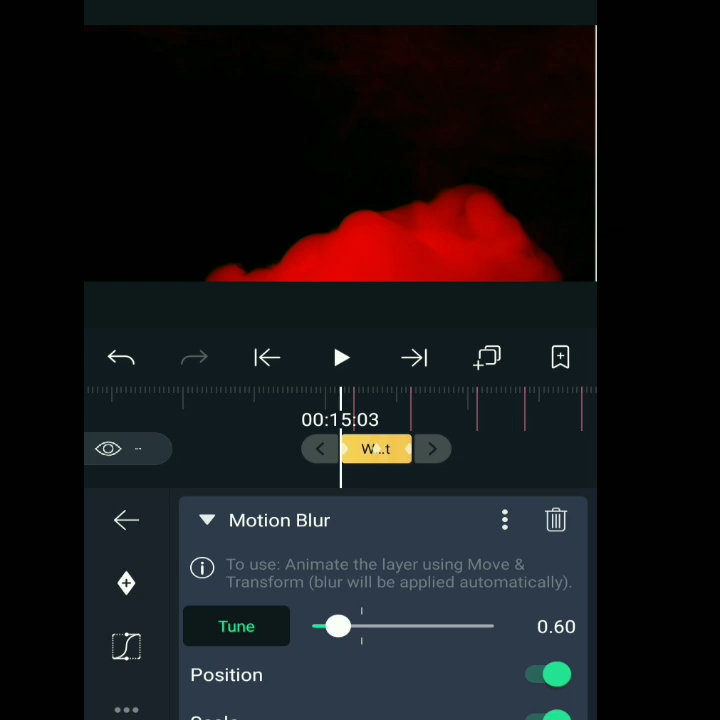 00:15:03
W...t
Motion Blur
To use: Animate the layer using Move &
Transform (blur will be applied automatically).
Tune
0.60
Position